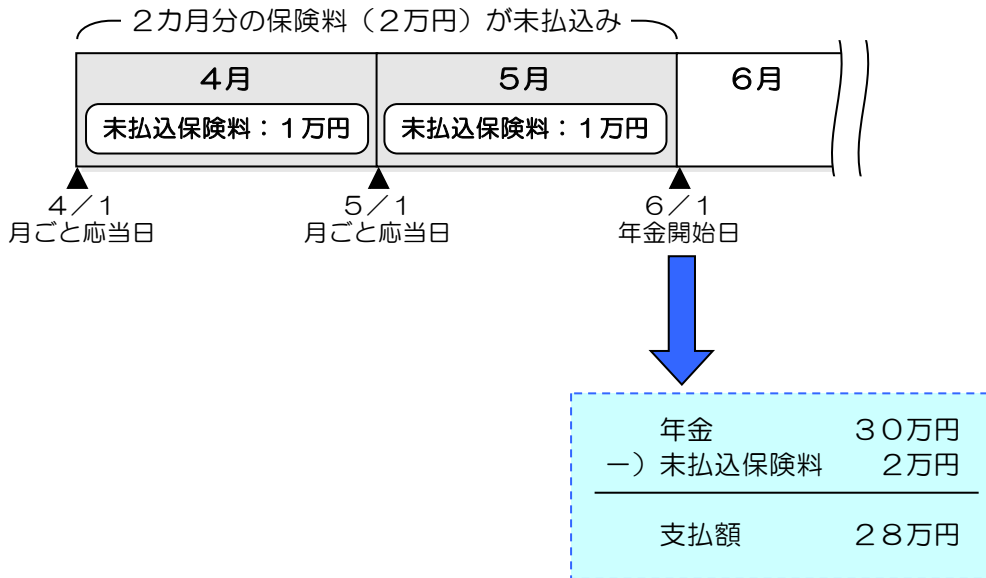 ２カ月分の保険料（２万円）が未払込み
４月
５月
６月
未払込保険料：１万円
未払込保険料：１万円
４／１
月ごと応当日
５／１
月ごと応当日
６／１
年金開始日
年金　３０万円
－）未払込保険料　２万円
支払額　２８万円